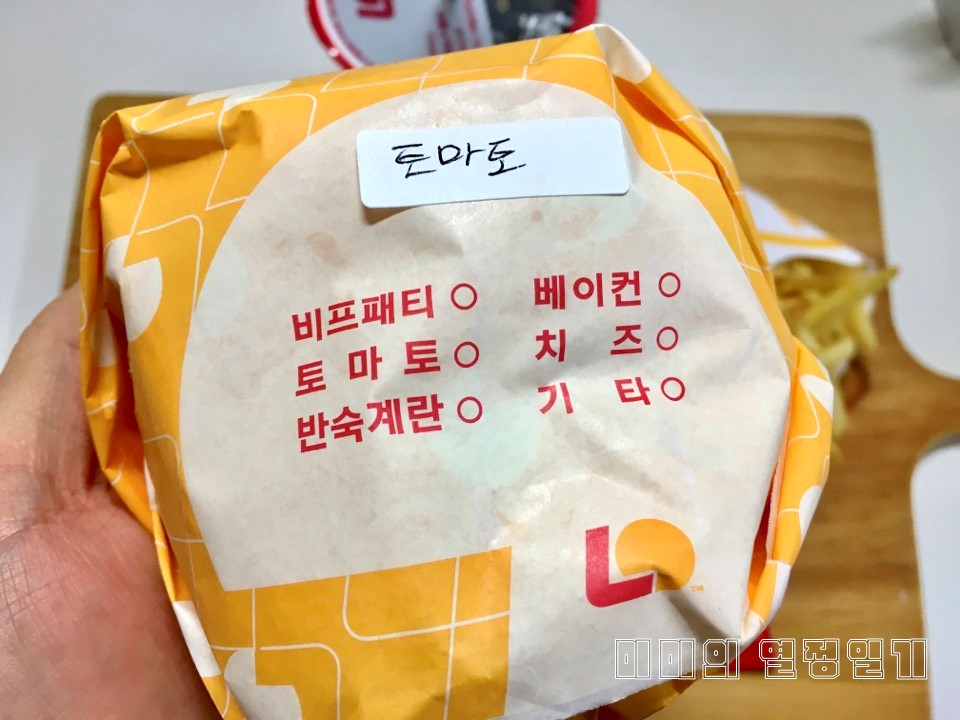 토마토
비프패티 ○ 베이컨 ○
토 마 토 ○ 치 즈 ○
반숙계란 ○ 기 타 ○
L
™
미미의 열정일기